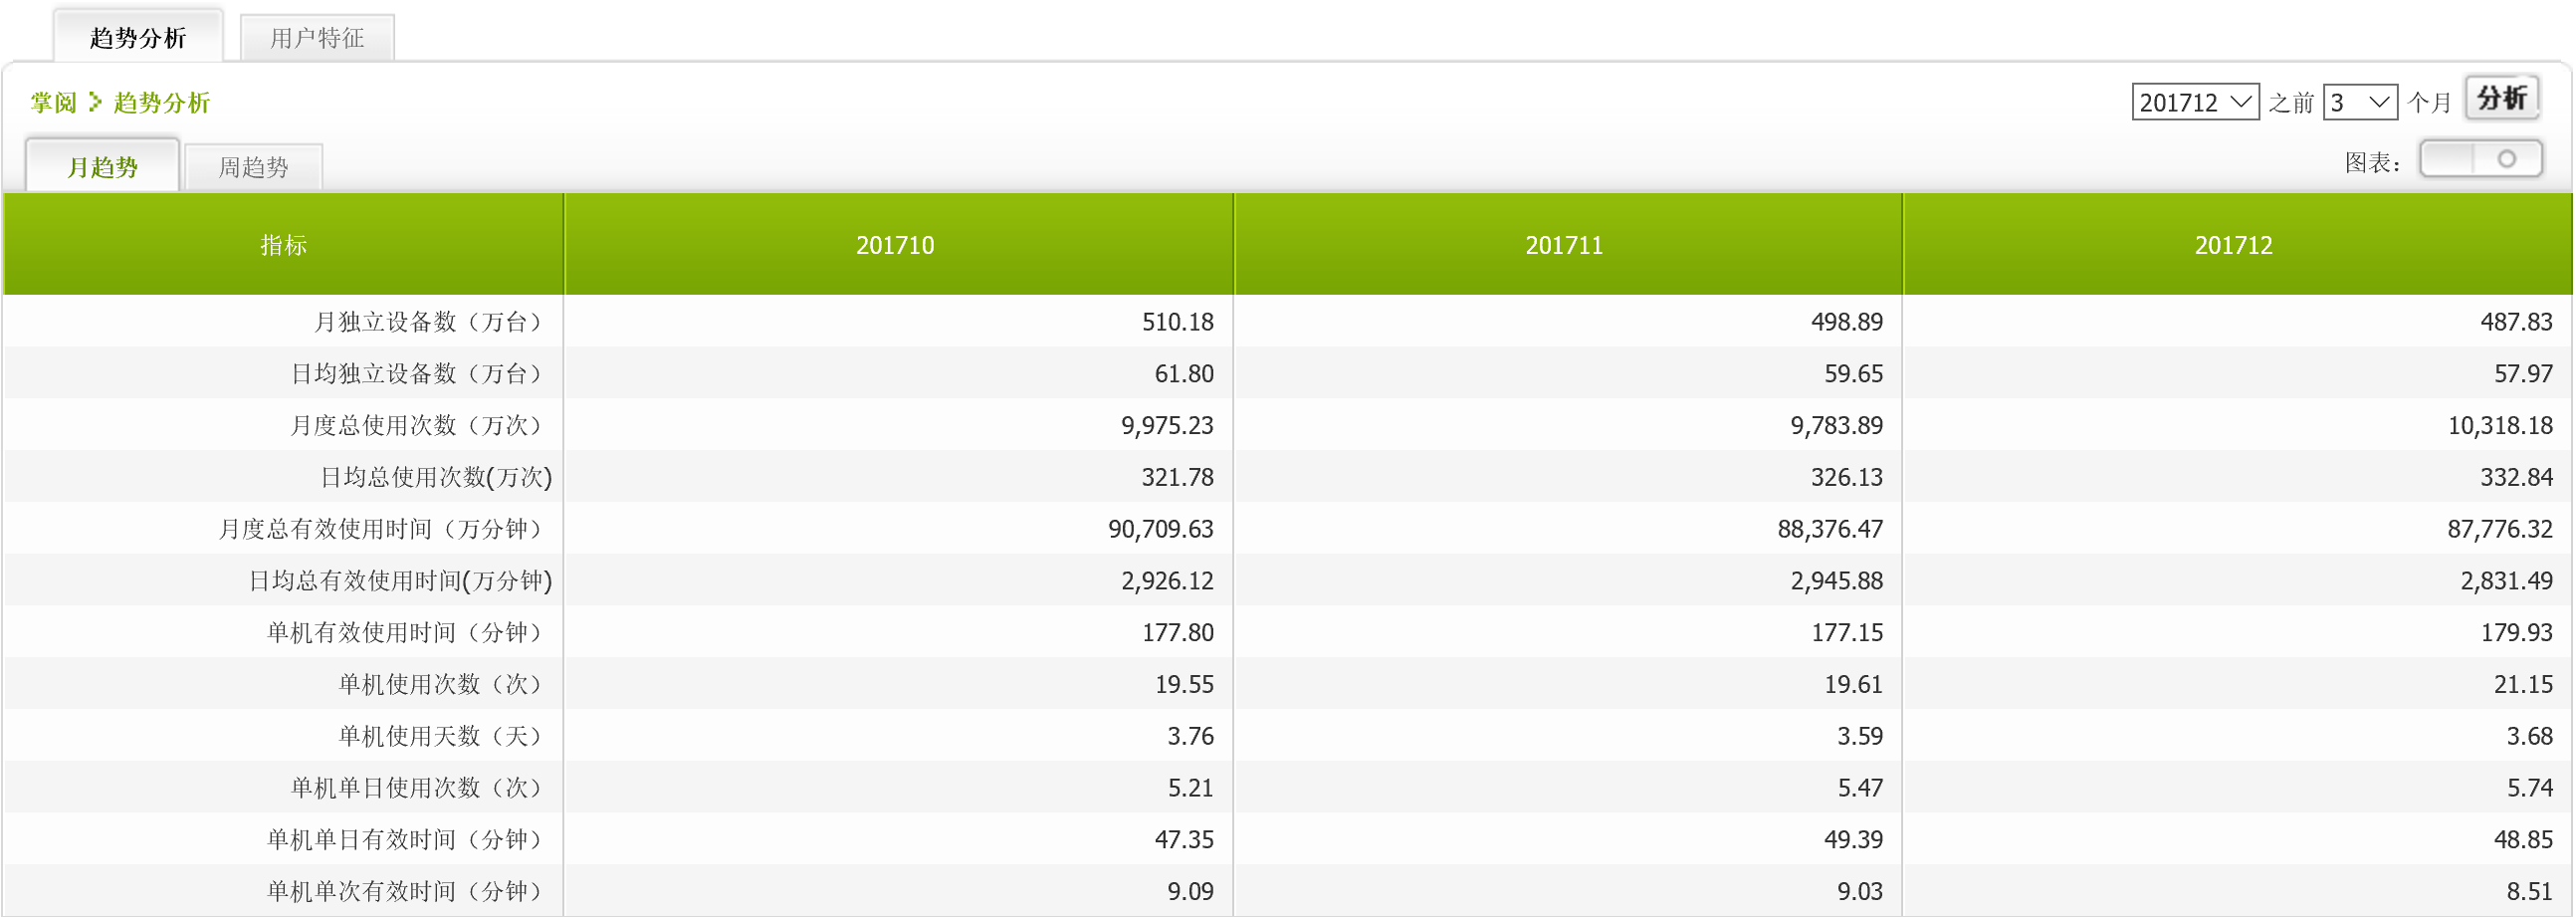 趋势分析 用户特征
掌阅 > 趋势分析 201712 之前 3 个月 分析
月趋势 周趋势 图表：
指标 201710 201711 201712
月独立设备数（万台） 510.18 498.89 487.83
日均独立设备数（万台） 61.80 59.65 57.97
月度总使用次数（万次） 9,975.23 9,783.89 10,318.18
日均总使用次数(万次) 321.78 326.13 332.84
月度总有效使用时间（万分钟） 90,709.63 88,376.47 87,776.32
日均总有效使用时间(万分钟) 2,926.12 2,945.88 2,831.49
单机有效使用时间（分钟） 177.80 177.15 179.93
单机使用次数（次） 19.55 19.61 21.15
单机使用天数（天） 3.76 3.59 3.68
单机单日使用次数（次） 5.21 5.47 5.74
单机单日有效时间（分钟） 47.35 49.39 48.85
单机单次有效时间（分钟） 9.09 9.03 8.51